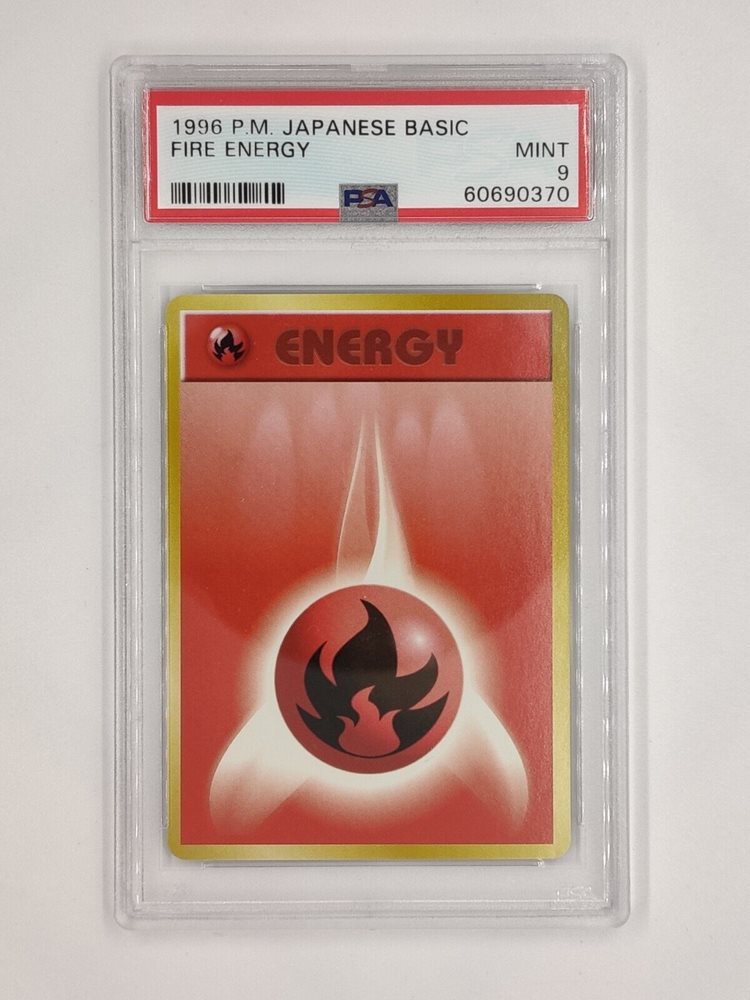 1996 P.M. JAPANESE BASIC
FIRE ENERGY MINT
9
PSA 60690370
ENERGY